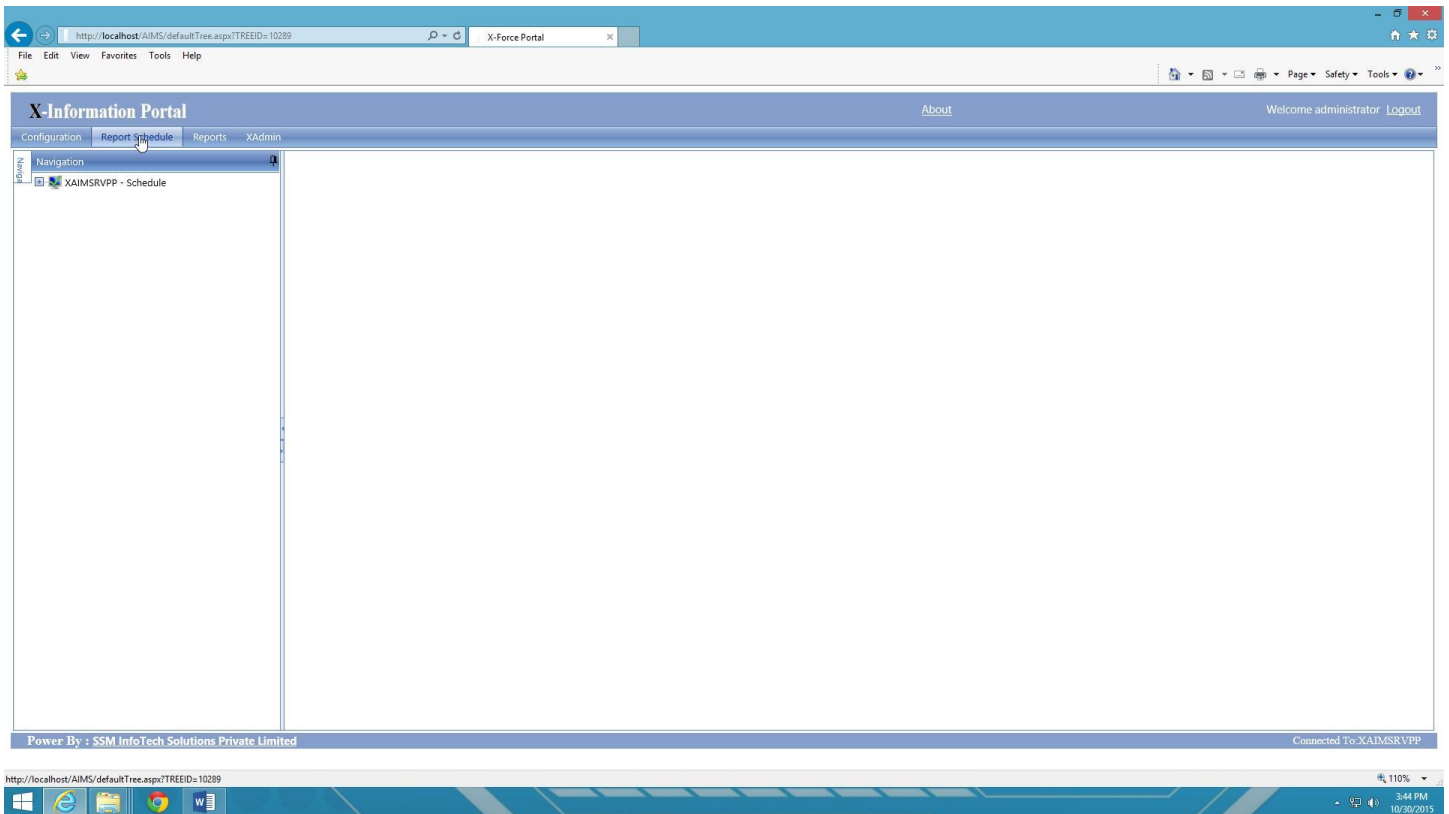 http://localhost/AIMS/defaultTree.aspx?TREEID=10289
X-Force Portal
File Edit View Favorites Tools Help
Page Safety Tools
X-Information Portal
About
Welcome administrator Logout
Configuration Report Schedule Reports XAdmin
Naviga
Navigation
XAIMSRVPP - Schedule
Power By : SSM InfoTech Solutions Private Limited
Connected To:XAIMSRVPP
http://localhost/AIMS/defaultTree.aspx?TREEID=10289
110%
3:44 PM
10/30/2015